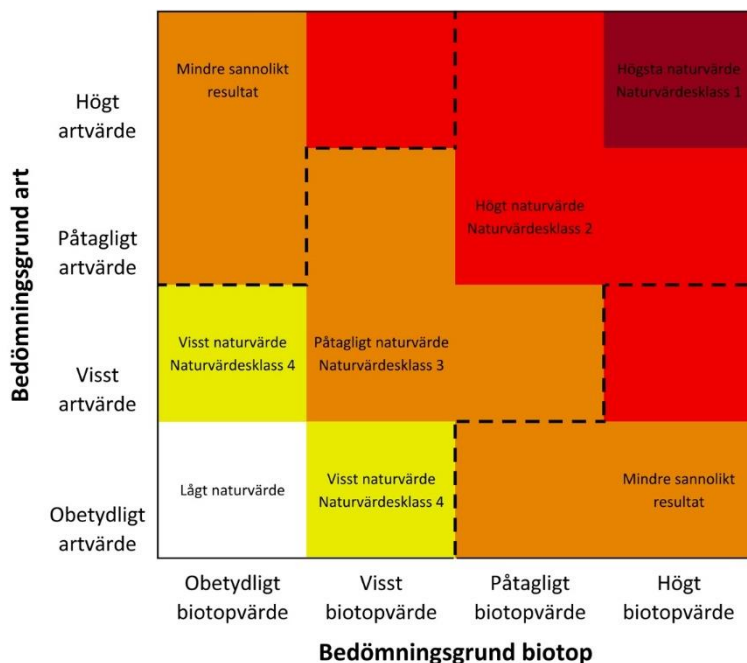 Bedömningsgrund art
Högt
artvärde
Påtagligt
artvärde
Visst
artvärde
Obetydligt
artvärde
Mindre sannolikt
resultat
Högsta naturvärde
Naturvärdesklass 1
Högt naturvärde
Naturvärdesklass 2
Visst naturvärde
Naturvärdesklass 4
Påtagligt naturvärde
Naturvärdesklass 3
Lågt naturvärde
Visst naturvärde
Naturvärdesklass 4
Mindre sannolikt
resultat
Obetydligt
biotopvärde
Visst
biotopvärde
Påtagligt
biotopvärde
Högt
biotopvärde
Bedömningsgrund biotop